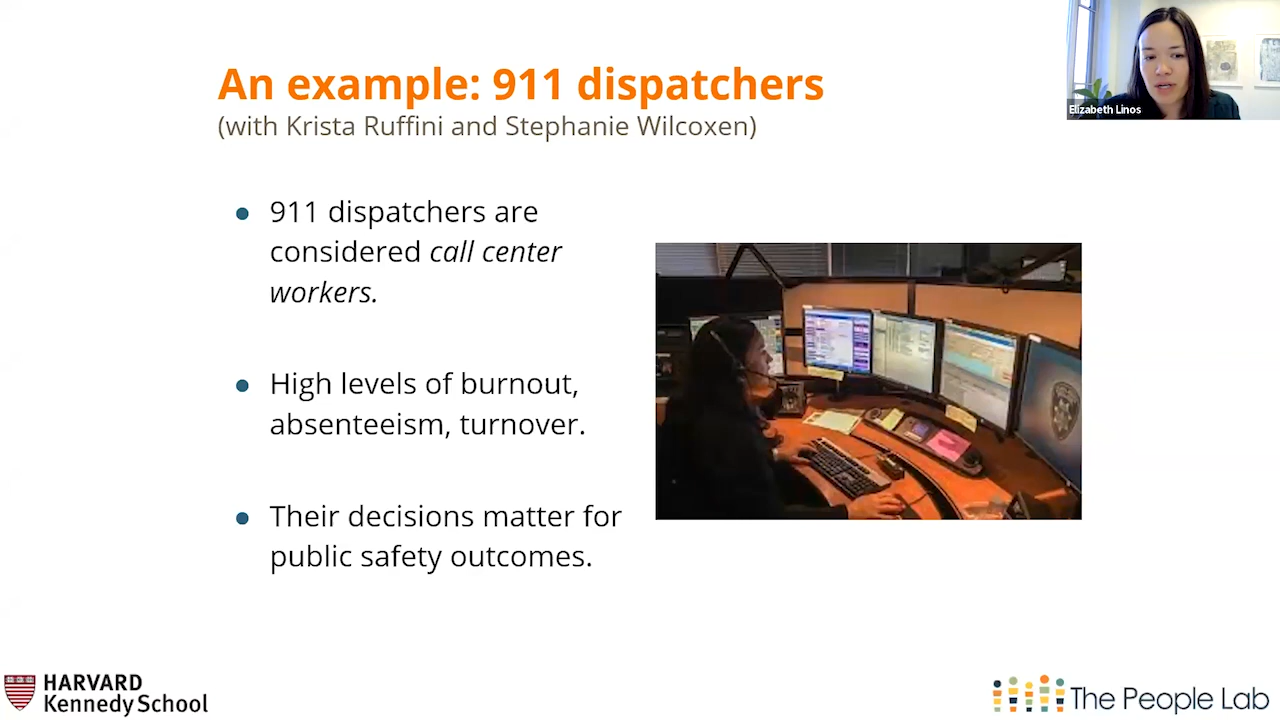 An example: 911 dispatchers
(with Krista Ruffini and Stephanie Wilcoxen)
Elizabeth Linos
● 911 dispatchers are
considered call center
workers.
● High levels of burnout,
absenteeism, turnover.
● Their decisions matter for
public safety outcomes.
HARVARD
Kennedy School
The People Lab